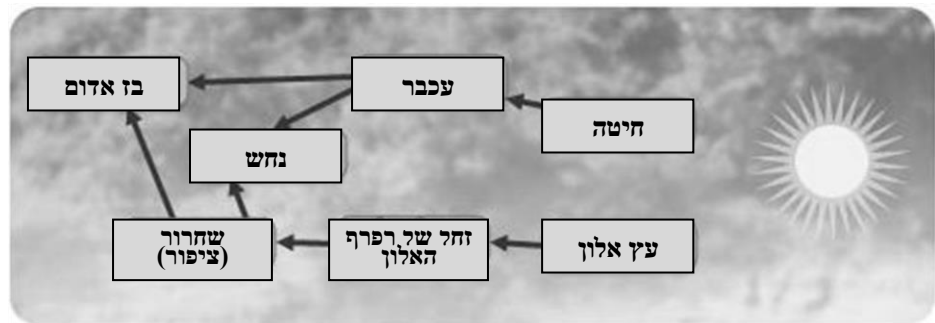 עכבר
בז אדום
חיטה
נחש
עץ אלון
זחל של רפרף
האלון
שחרור
(ציפור)